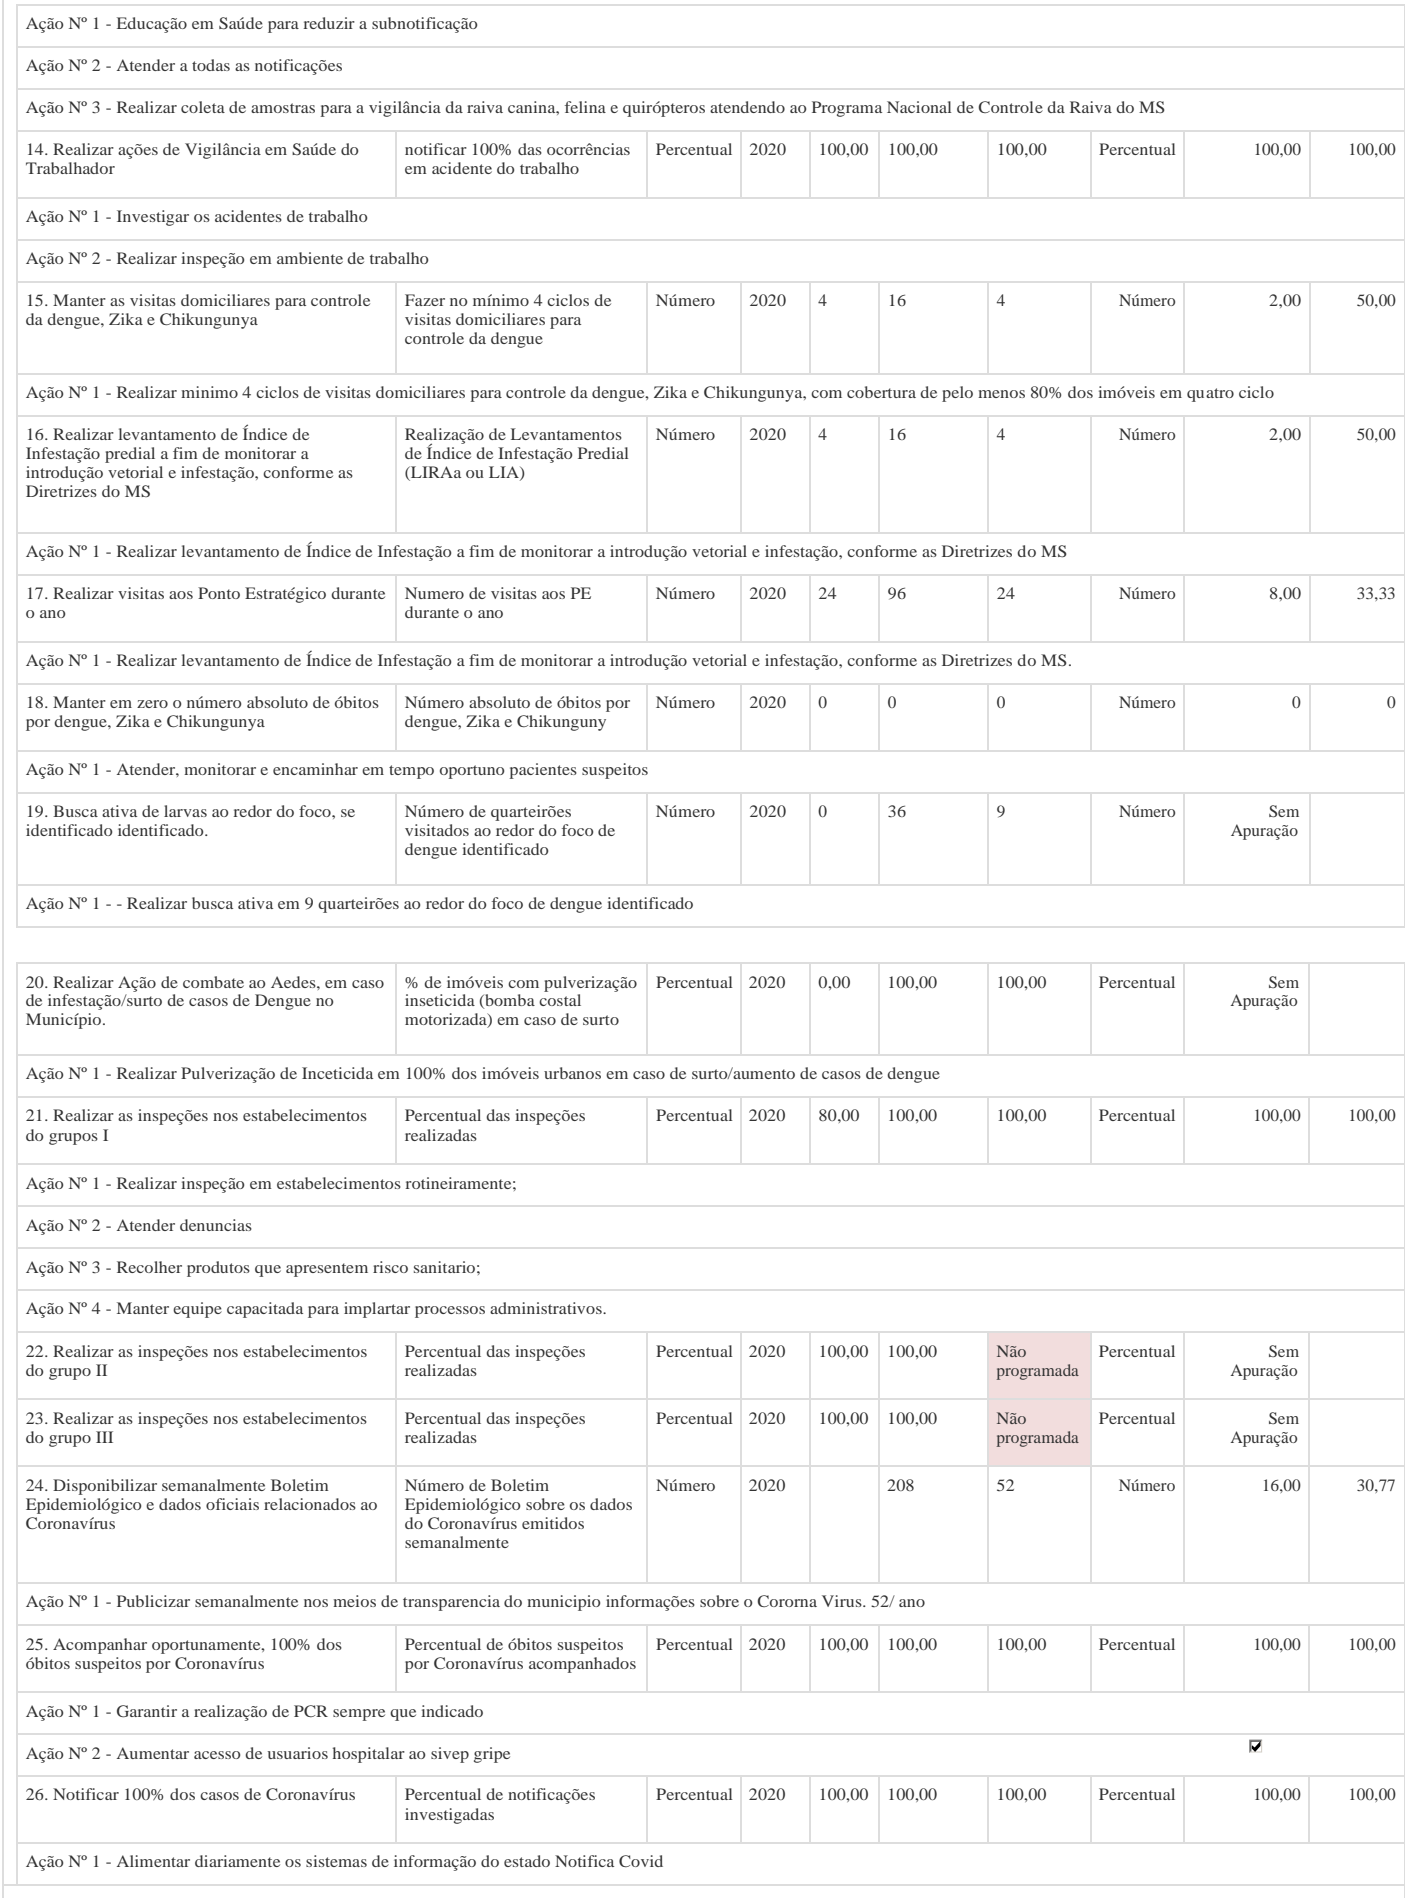 Ação Nº 1 - Educação em Saúde para reduzir a subnotificação
Ação Nº 2 - Atender a todas as notificações
Ação Nº 3 - Realizar coleta de amostras para a vigilância da raiva canina, felina e quirópteros atendendo ao Programa Nacional de Controle da Raiva do MS
14. Realizar ações de Vigilância em Saúde do
Trabalhador
notificar 100% das ocorrências
em acidente do trabalho
Percentual 2020 100,00 100,00 100,00 Percentual 100,00 100,00
Ação Nº 1 - Investigar os acidentes de trabalho
Ação Nº 2 - Realizar inspeção em ambiente de trabalho
15. Manter as visitas domiciliares para controle
da dengue, Zika e Chikungunya
Fazer no mínimo 4 ciclos de
visitas domiciliares para
controle da dengue
Número 2020 4 16 4 Número 2,00 50,00
Ação Nº 1 - Realizar minimo 4 ciclos de visitas domiciliares para controle da dengue, Zika e Chikungunya, com cobertura de pelo menos 80% dos imóveis em quatro ciclo
16. Realizar levantamento de Índice de
Infestação predial a fim de monitorar a
introdução vetorial e infestação, conforme as
Diretrizes do MS
Realização de Levantamentos
de Índice de Infestação Predial
(LIRAa ou LIA)
Número 2020 4 16 4 Número 2,00 50,00
Ação Nº 1 - Realizar levantamento de Índice de Infestação a fim de monitorar a introdução vetorial e infestação, conforme as Diretrizes do MS
17. Realizar visitas aos Ponto Estratégico durante
o ano
Numero de visitas aos PE
durante o ano
Número 2020 24 96 24 Número 8,00 33,33
Ação Nº 1 - Realizar levantamento de Índice de Infestação a fim de monitorar a introdução vetorial e infestação, conforme as Diretrizes do MS.
18. Manter em zero o número absoluto de óbitos
por dengue, Zika e Chikungunya
Número absoluto de óbitos por
dengue, Zika e Chikunguny
Número 2020 0 0 0 Número 0 0
Ação Nº 1 - Atender, monitorar e encaminhar em tempo oportuno pacientes suspeitos
19. Busca ativa de larvas ao redor do foco, se
identificado identificado.
Número de quarteirões
visitados ao redor do foco de
dengue identificado
Número 2020 0 36 9 Número Sem
Apuração
Ação Nº 1 - - Realizar busca ativa em 9 quarteirões ao redor do foco de dengue identificado
20. Realizar Ação de combate ao Aedes, em caso
de infestação/surto de casos de Dengue no
Município.
% de imóveis com pulverização
inseticida (bomba costal
motorizada) em caso de surto
Percentual 2020 0,00 100,00 100,00 Percentual Sem
Apuração
Ação Nº 1 - Realizar Pulverização de Inceticida em 100% dos imóveis urbanos em caso de surto/aumento de casos de dengue
21. Realizar as inspeções nos estabelecimentos
do grupos I
Percentual das inspeções
realizadas
Percentual 2020 80,00 100,00 100,00 Percentual 100,00 100,00
Ação Nº 1 - Realizar inspeção em estabelecimentos rotineiramente;
Ação Nº 2 - Atender denuncias
Ação Nº 3 - Recolher produtos que apresentem risco sanitario;
Ação Nº 4 - Manter equipe capacitada para implartar processos administrativos.
22. Realizar as inspeções nos estabelecimentos
do grupo II
Percentual das inspeções
realizadas
Percentual 2020 100,00 100,00 Não
programada Percentual Sem
Apuração
23. Realizar as inspeções nos estabelecimentos
do grupo III
Percentual das inspeções
realizadas
Percentual 2020 100,00 100,00 Não
programada Percentual Sem
Apuração
24. Disponibilizar semanalmente Boletim
Epidemiológico e dados oficiais relacionados ao
Coronavírus
Número de Boletim
Epidemiológico sobre os dados
do Coronavírus emitidos
semanalmente
Número 2020 208 52 Número 16,00 30,77
Ação Nº 1 - Publicizar semanalmente nos meios de transparencia do municipio informações sobre o Cororna Virus. 52/ ano
25. Acompanhar oportunamente, 100% dos
óbitos suspeitos por Coronavírus
Percentual de óbitos suspeitos
por Coronavírus acompanhados
Percentual 2020 100,00 100,00 100,00 Percentual 100,00 100,00
Ação Nº 1 - Garantir a realização de PCR sempre que indicado
Ação Nº 2 - Aumentar acesso de usuarios hospitalar ao sivep gripe
26. Notificar 100% dos casos de Coronavírus
Percentual de notificações
investigadas
Percentual 2020 100,00 100,00 100,00 Percentual 100,00 100,00
Ação Nº 1 - Alimentar diariamente os sistemas de informação do estado Notifica Covid